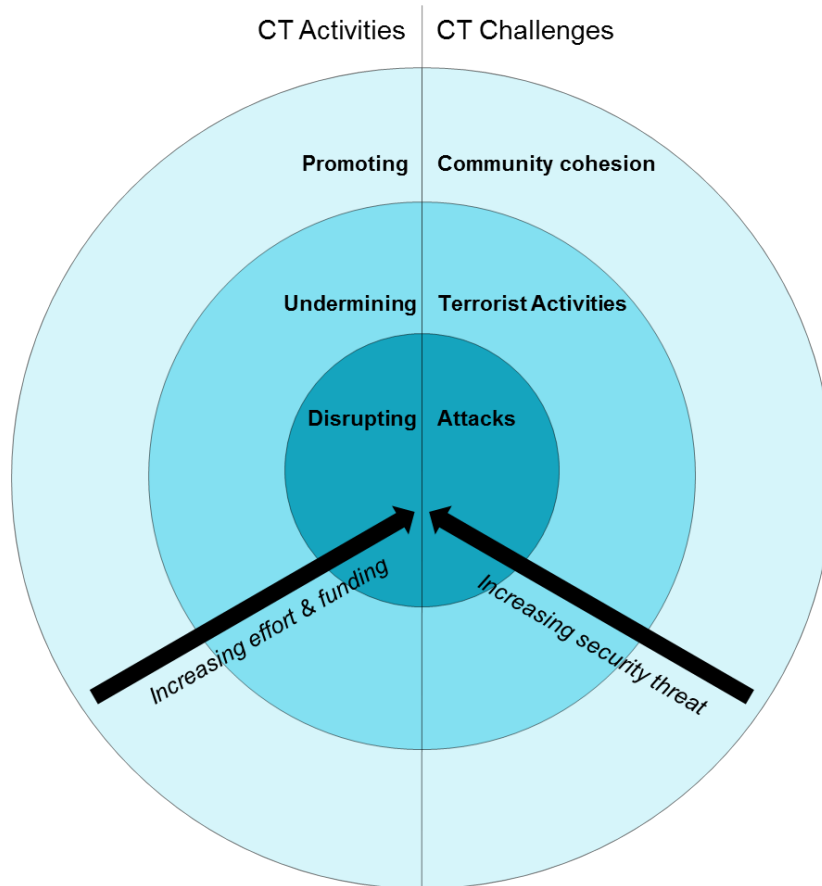 CT Activities CT Challenges
Promoting Community cohesion
Undermining Terrorist Activities
Disrupting Attacks
Increasing effort & funding
Increasing security threat